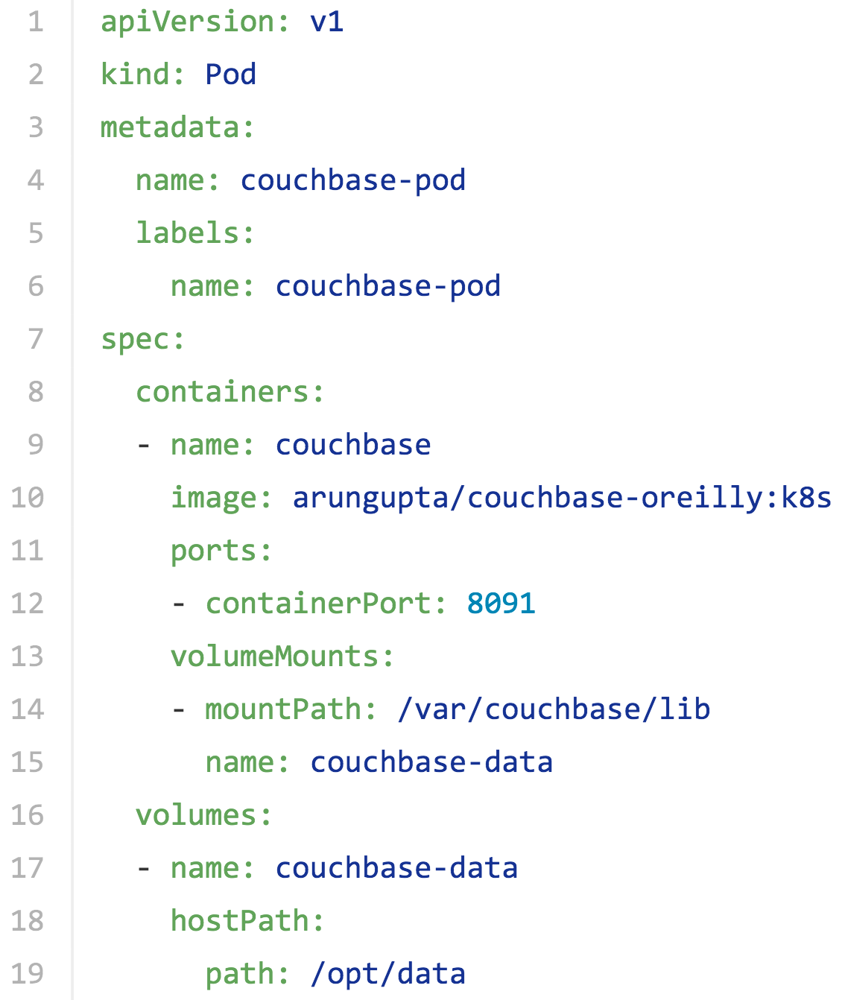 1 apiVersion: v1
2 kind: Pod
3 metadata:
4   name: couchbase-pod
5   labels:
6     name: couchbase-pod
7 spec:
8   containers:
9   - name: couchbase
10     image: arungupta/couchbase-oreilly:k8s
11     ports:
12     - containerPort: 8091
13     volumeMounts:
14     - mountPath: /var/couchbase/lib
15       name: couchbase-data
16   volumes:
17   - name: couchbase-data
18     hostPath:
19       path: /opt/data